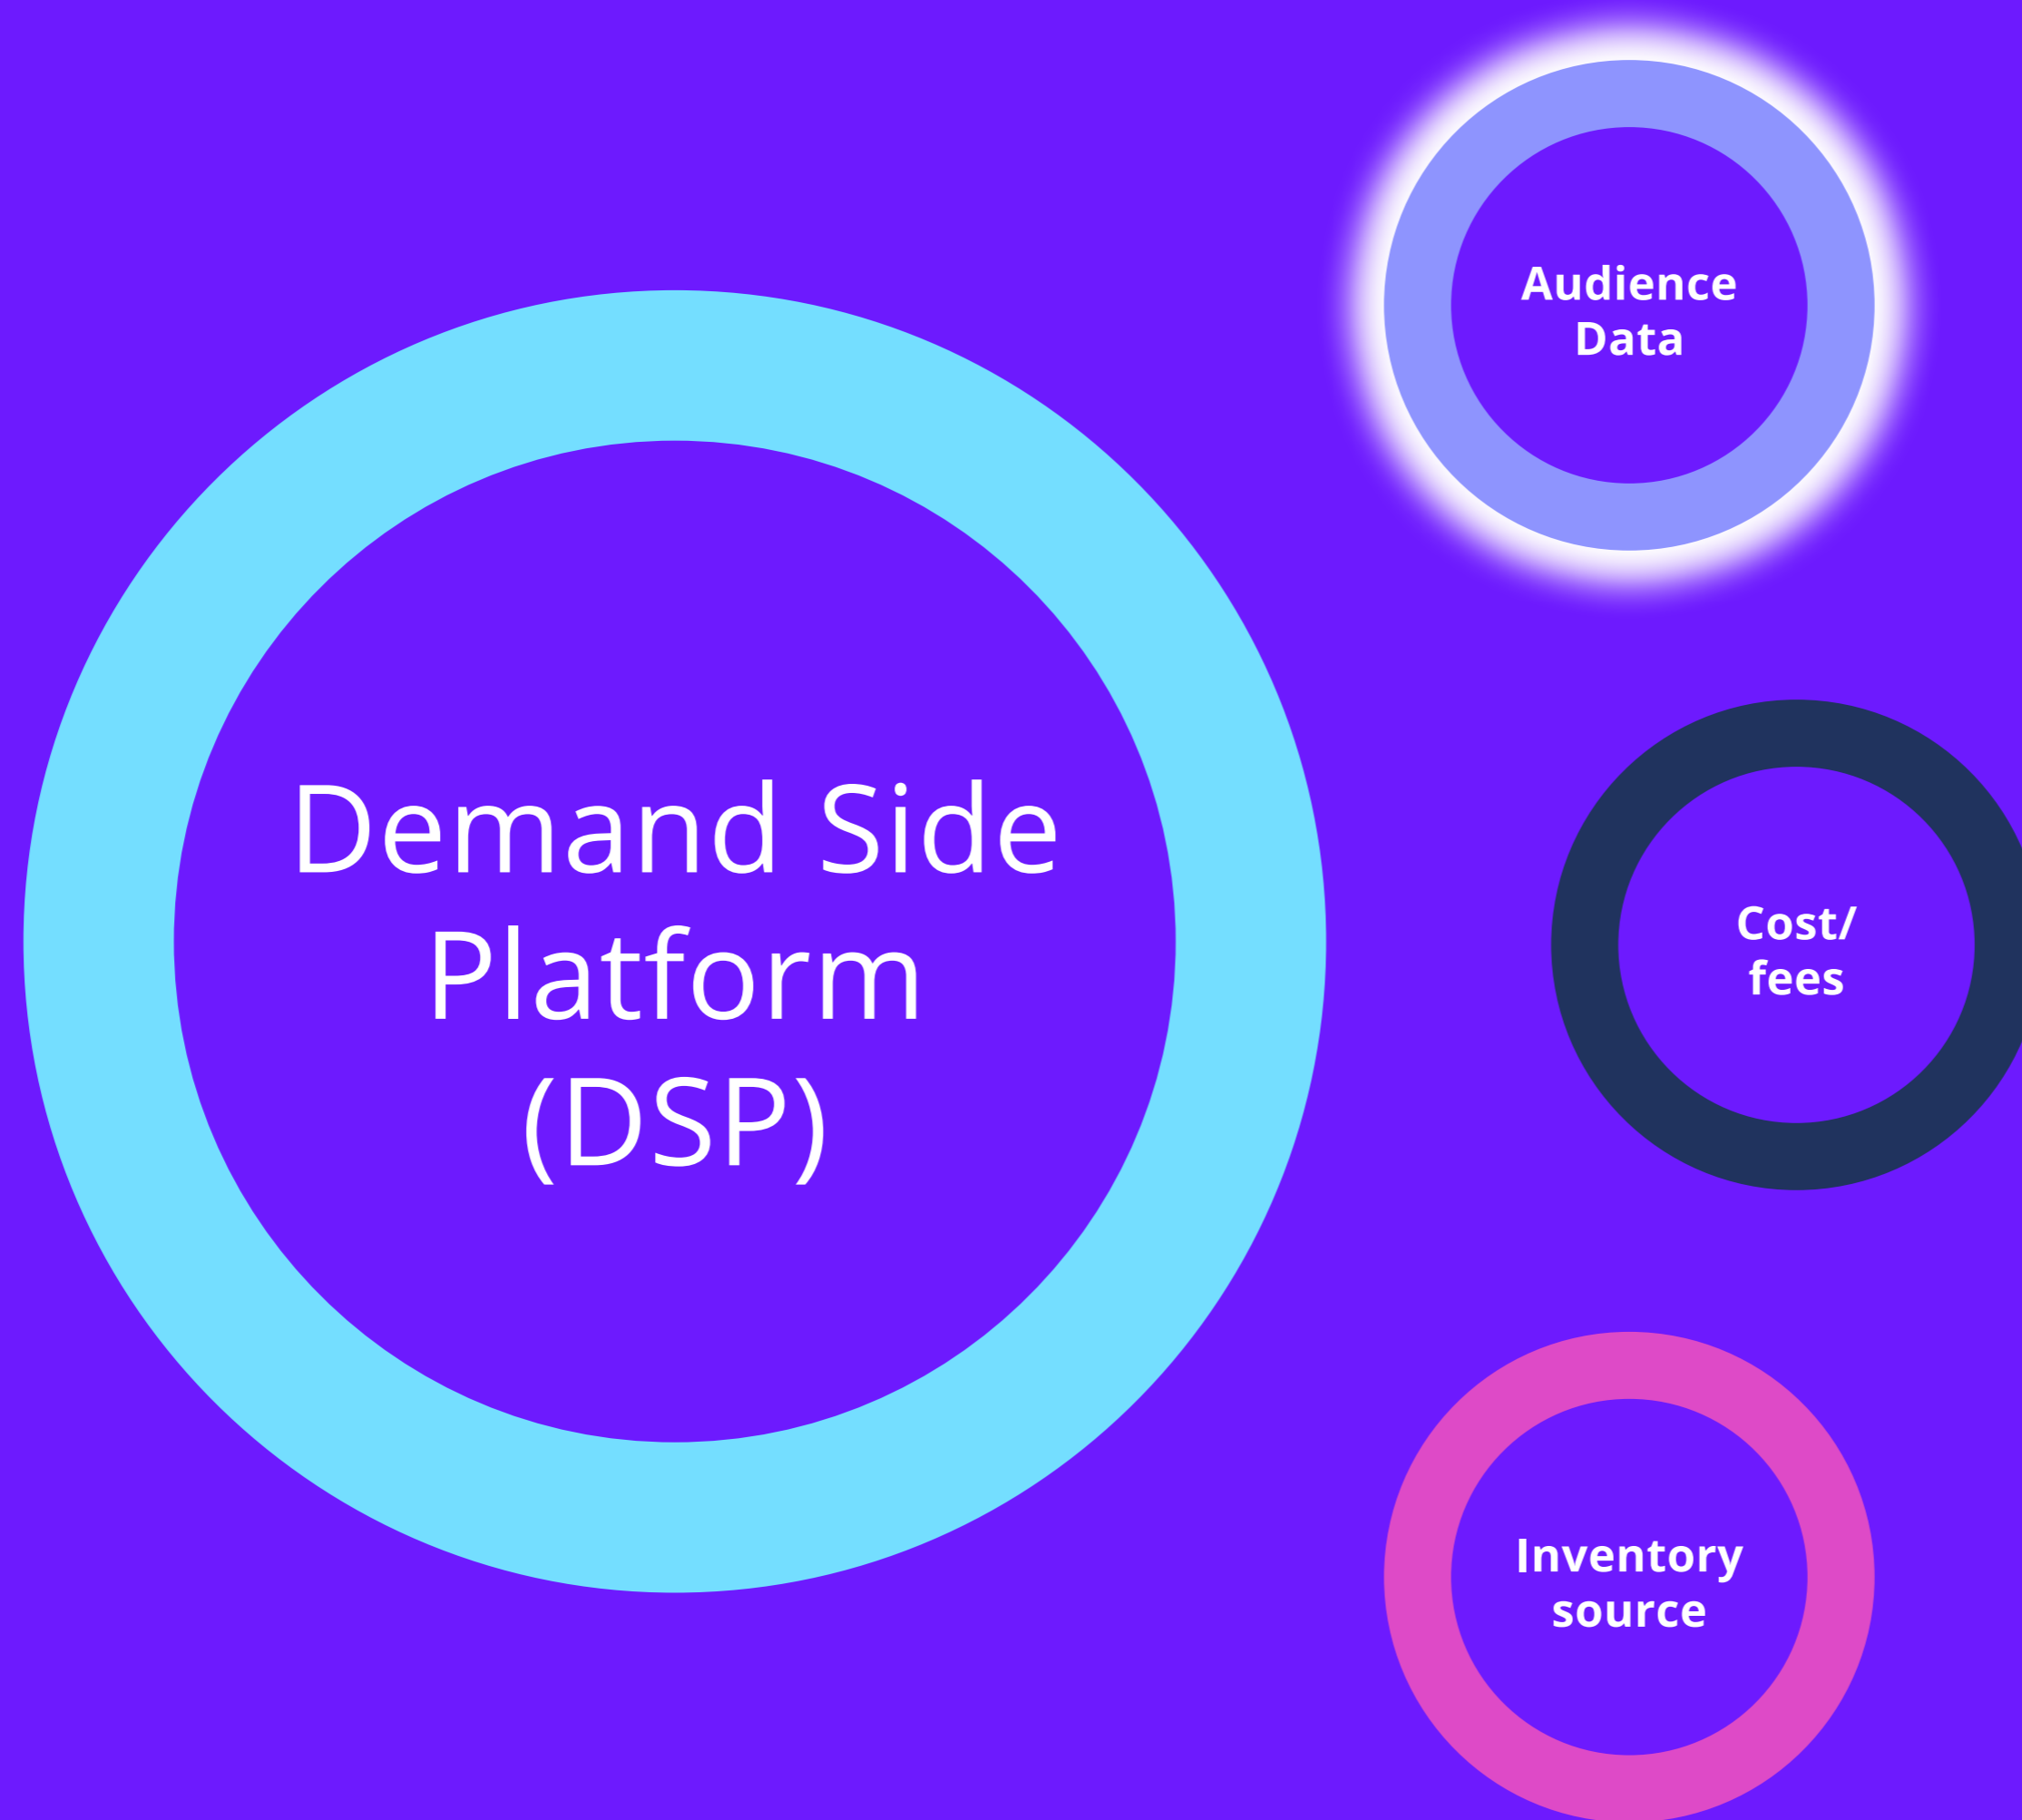 Demand Side
Platform
(DSP)
Audience
Data
Cost/
fees
Inventory
source